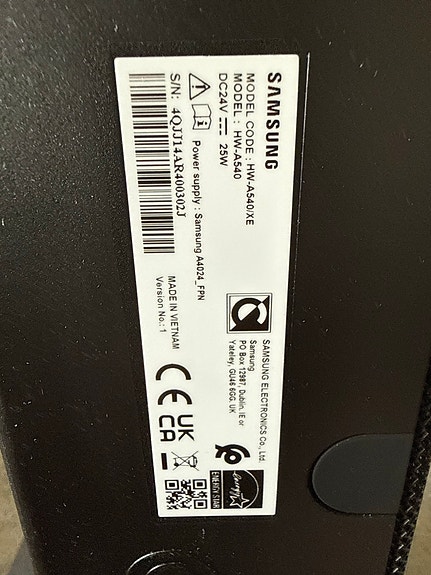 SAMSUNG
MODEL CODE : HW-A540/XE
MODEL : HW-A540
DC24V 25W
Power supply : Samsung A4024_FPN
S/N: 4QJJ14AR400302J
SAMSUNG ELECTRONICS Co., Ltd.
Samsung
PO Box 12987, Dublin. IE or
Yateley, GU46 6GG. UK
MADE IN VIETNAM
Version No.: 1
CE
UK
CA
energy
ENERGY STAR